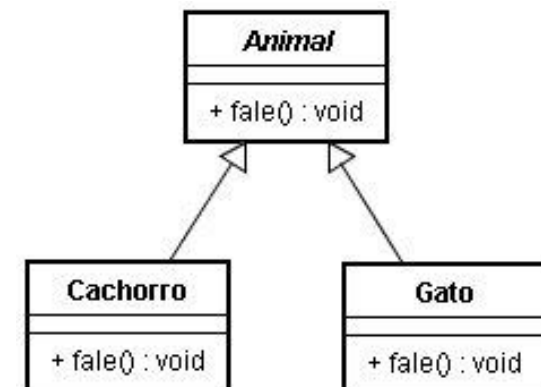 Animal
+ fale() : void
Cachorro
+ fale() : void
Gato
+ fale() : void